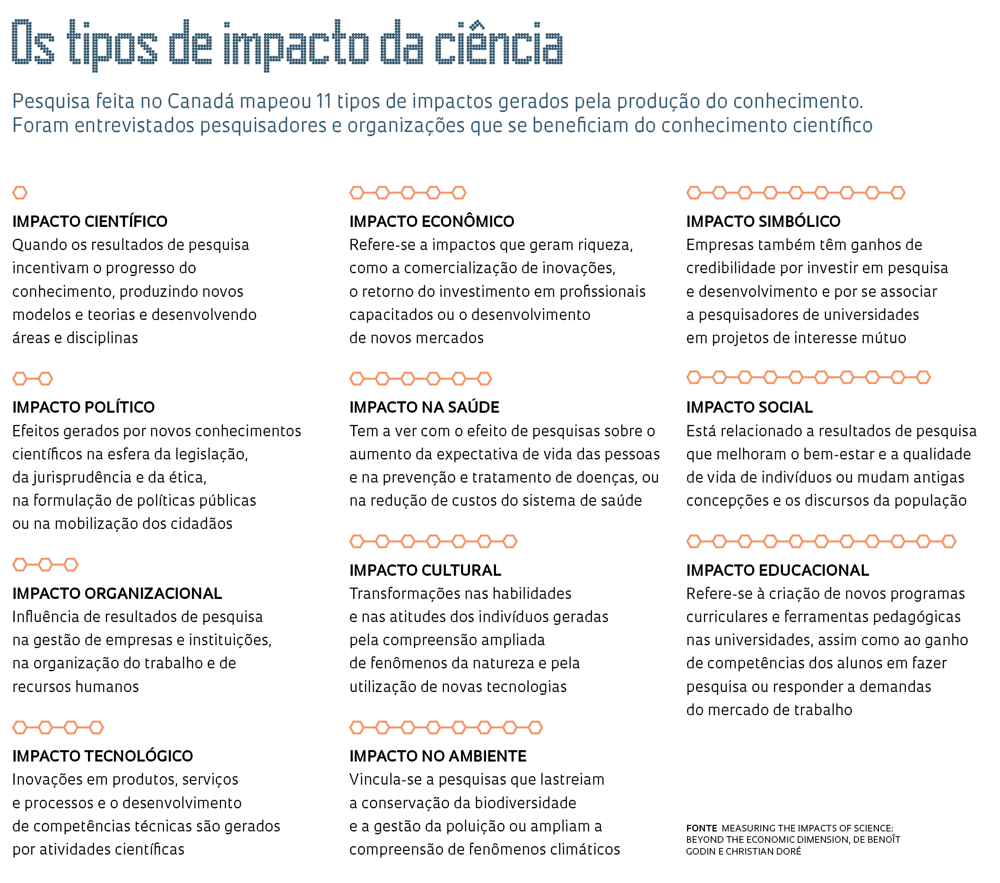 Os tipos de impacto da ciência
Pesquisa feita no Canadá mapeou 11 tipos de impactos gerados pela produção do conhecimento.
Foram entrevistados pesquisadores e organizações que se beneficiam do conhecimento científico
IMPACTO CIENTÍFICO
Quando os resultados de pesquisa
incentivam o progresso do
conhecimento, produzindo novos
modelos e teorias e desenvolvendo
áreas e disciplinas
IMPACTO POLÍTICO
Efeitos gerados por novos conhecimentos
científicos na esfera da legislação,
da jurisprudência e da ética,
na formulação de políticas públicas
ou na mobilização dos cidadãos
IMPACTO ORGANIZACIONAL
Influência de resultados de pesquisa
na gestão de empresas e instituições,
na organização do trabalho e de
recursos humanos
IMPACTO TECNOLÓGICO
Inovações em produtos, serviços
e processos e o desenvolvimento
de competências técnicas são gerados
por atividades científicas
IMPACTO ECONÔMICO
Refere-se a impactos que geram riqueza,
como a comercialização de inovações,
o retorno do investimento em profissionais
capacitados ou o desenvolvimento
de novos mercados
IMPACTO NA SAÚDE
Tem a ver com o efeito de pesquisas sobre o
aumento da expectativa de vida das pessoas
e na prevenção e tratamento de doenças, ou
na redução de custos do sistema de saúde
IMPACTO CULTURAL
Transformações nas habilidades
e nas atitudes dos indivíduos geradas
pela compreensão ampliada
de fenômenos da natureza e pela
utilização de novas tecnologias
IMPACTO NO AMBIENTE
Vincula-se a pesquisas que lastreiam
a conservação da biodiversidade
e a gestão da poluição ou ampliam a
compreensão de fenômenos climáticos
IMPACTO SIMBÓLICO
Empresas também têm ganhos de
credibilidade por investir em pesquisa
e desenvolvimento e por se associar
a pesquisadores de universidades
em projetos de interesse mútuo
IMPACTO SOCIAL
Está relacionado a resultados de pesquisa
que melhoram o bem-estar e a qualidade
de vida de indivíduos ou mudam antigas
concepções e os discursos da população
IMPACTO EDUCACIONAL
Refere-se à criação de novos programas
curriculares e ferramentas pedagógicas
nas universidades, assim como ao ganho
de competências dos alunos em fazer
pesquisa ou responder a demandas
do mercado de trabalho
FONTE MEASURING THE IMPACTS OF SCIENCE:
BEYOND THE ECONOMIC DIMENSION, DE BENOÎT
GODIN E CHRISTIAN DORÉ